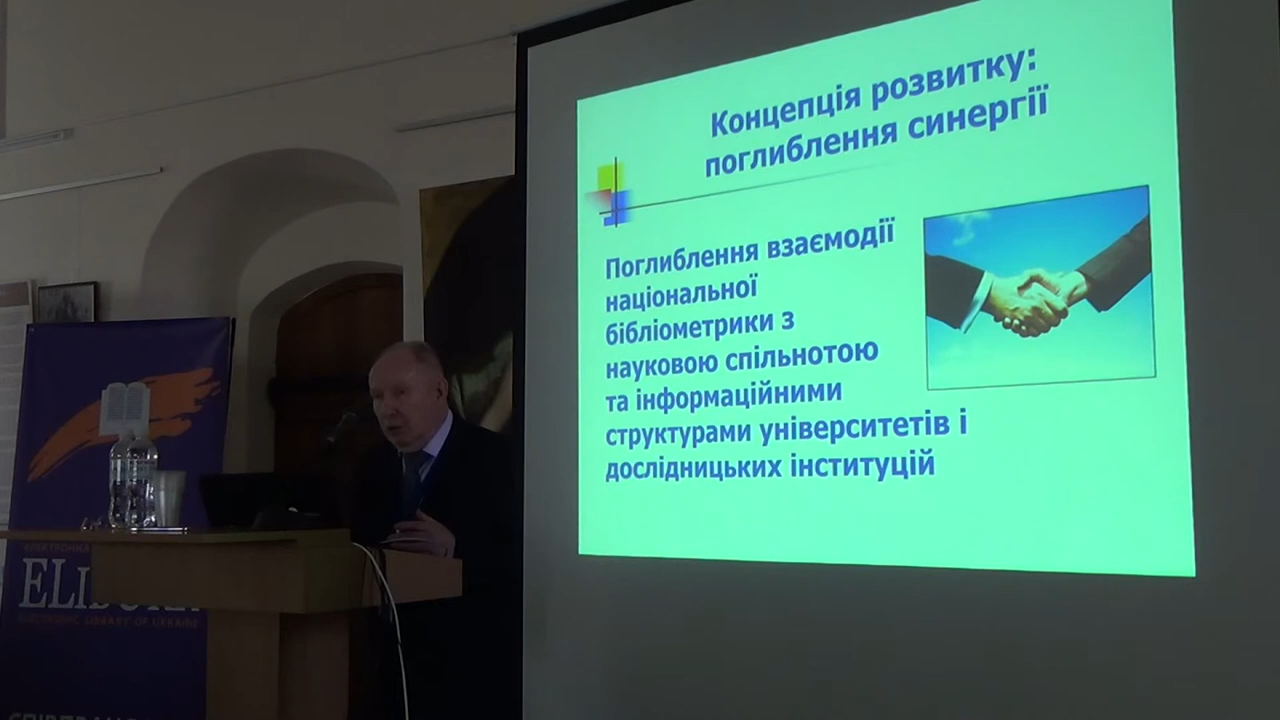 Концепція розвитку:
поглиблення синергії
Поглиблення взаємодії
національної
бібліометрики з
науковою спільнотою
та інформаційними
структурами університетів і
дослідницьких інституцій
ELECTRONIC LIBRARY OF UKRAINE